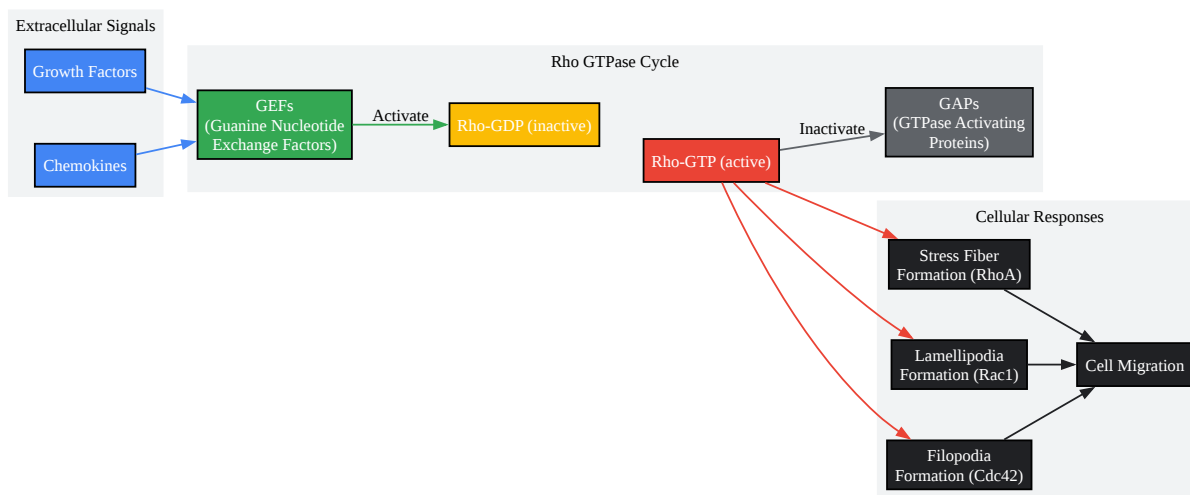 Extracellular Signals
Growth Factors
Chemokines
Rho GTPase Cycle
GEFs
(Guanine Nucleotide
Exchange Factors)
Activate
Rho-GDP (inactive)
Rho-GTP (active)
Inactivate
GAPs
(GTPase Activating
Proteins)
Cellular Responses
Stress Fiber
Formation (RhoA)
Lamellipodia
Formation (Rac1)
Cell Migration
Filopodia
Formation (Cdc42)